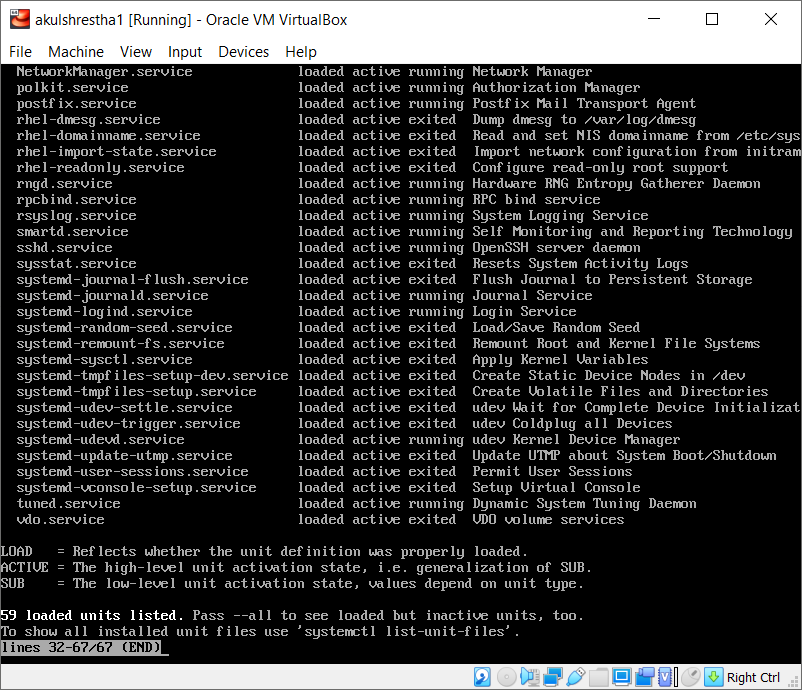 akulshrestha1 [Running] - Oracle VM VirtualBox
File Machine View Input Devices Help
NetworkManager.service loaded active running Network Manager
polkit.service loaded active running Authorization Manager
postfix.service loaded active running Postfix Mail Transport Agent
rhel-dmesg.service loaded active exited Dump dmesg to /var/log/dmesg
rhel-domainname.service loaded active exited Read and set NIS domainname from /etc/sys
rhel-import-state.service loaded active exited Import network configuration from initram
rhel-readonly.service loaded active exited Configure read-only root support
rngd.service loaded active running Hardware RNG Entropy Gatherer Daemon
rpcbind.service loaded active running RPC bind service
rsyslog.service loaded active running System Logging Service
smartd.service loaded active running Self Monitoring and Reporting Technology
sshd.service loaded active running OpenSSH server daemon
sysstat.service loaded active exited Resets System Activity Logs
systemd-journal-flush.service loaded active exited Flush Journal to Persistent Storage
systemd-journald.service loaded active running Journal Service
systemd-logind.service loaded active running Login Service
systemd-random-seed.service loaded active exited Load/Save Random Seed
systemd-remount-fs.service loaded active exited Remount Root and Kernel File Systems
systemd-sysctl.service loaded active exited Apply Kernel Variables
systemd-tmpfiles-setup-dev.service loaded active exited Create Static Device Nodes in /dev
systemd-tmpfiles-setup.service loaded active exited Create Volatile Files and Directories
systemd-udev-settle.service loaded active exited udev Wait for Complete Device Initializat
systemd-udev-trigger.service loaded active exited udev Coldplug all Devices
systemd-udevd.service loaded active running udev Kernel Device Manager
systemd-update-utmp.service loaded active exited Update UTMP about System Boot/Shutdown
systemd-user-sessions.service loaded active exited Permit User Sessions
systemd-vconsole-setup.service loaded active exited Setup Virtual Console
tuned.service loaded active running Dynamic System Tuning Daemon
vdo.service loaded active exited VDO volume services
LOAD = Reflects whether the unit definition was properly loaded.
ACTIVE = The high-level unit activation state, i.e. generalization of SUB.
SUB = The low-level unit activation state, values depend on unit type.
59 loaded units listed. Pass --all to see loaded but inactive units, too.
To show all installed unit files use 'systemctl list-unit-files'.
lines 32-67/67 (END)
Right Ctrl